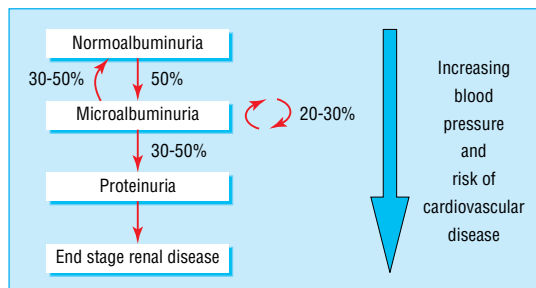 Normoalbuminuria
30-50%
50%
Microalbuminuria
20-30%
30-50%
Proteinuria
End stage renal disease
Increasing
blood
pressure
and
risk of
cardiovascular
disease